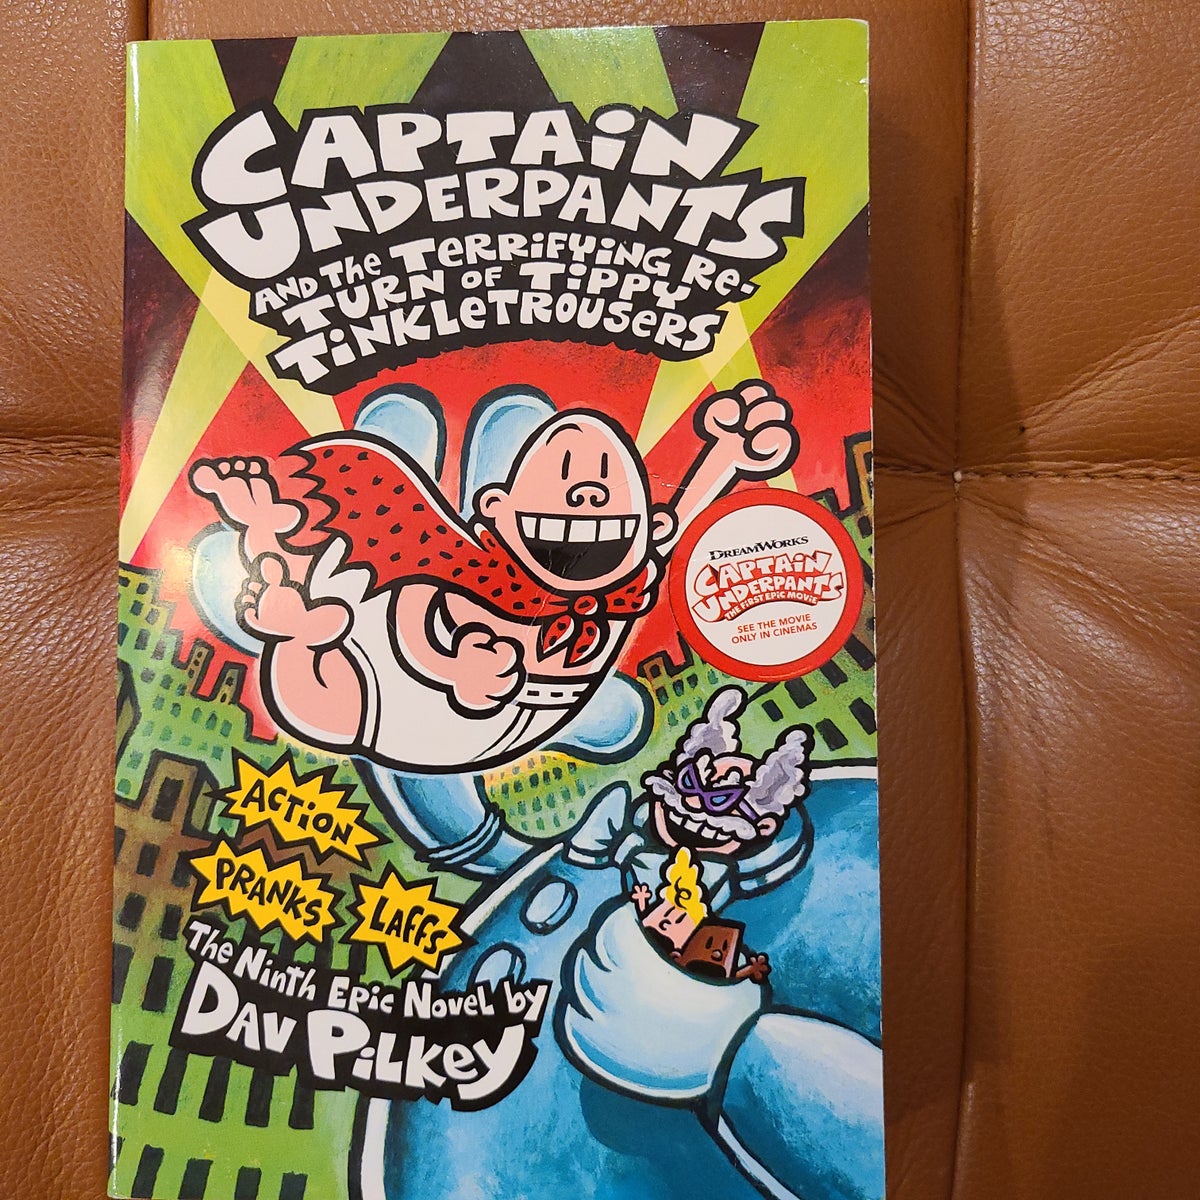 CAPTAiN
UNDERPANTS
AND THE TERRiFYiNG RE-
TURN OF TiPPY
TiNKLETROUSERS
DREAMWORKS
CAPTAiN
UNDERPANTS
THE FiRST EPiC MOViE
SEE THE MOVIE
ONLY IN CINEMAS
ACTiON
PRANKS
LAFFS
The NiNTh EPiC NOVEL by
DAV PiLKEY